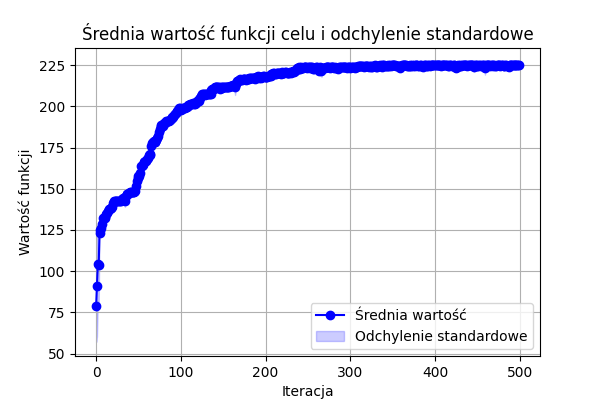 Średnia wartość funkcji celu i odchylenie standardowe
225
200
175
150
125
100
75
50
Wartość funkcji
Średnia wartość
Odchylenie standardowe
0 100 200 300 400 500
Iteracja